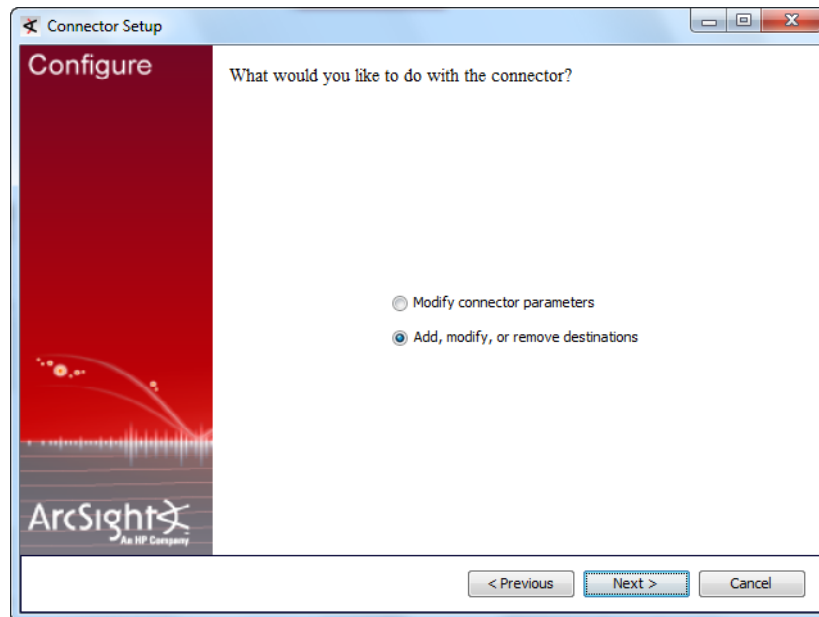 Connector Setup
Configure
What would you like to do with the connector?
Modify connector parameters
Add, modify, or remove destinations
ArcSight
An HP Company
< Previous
Next >
Cancel